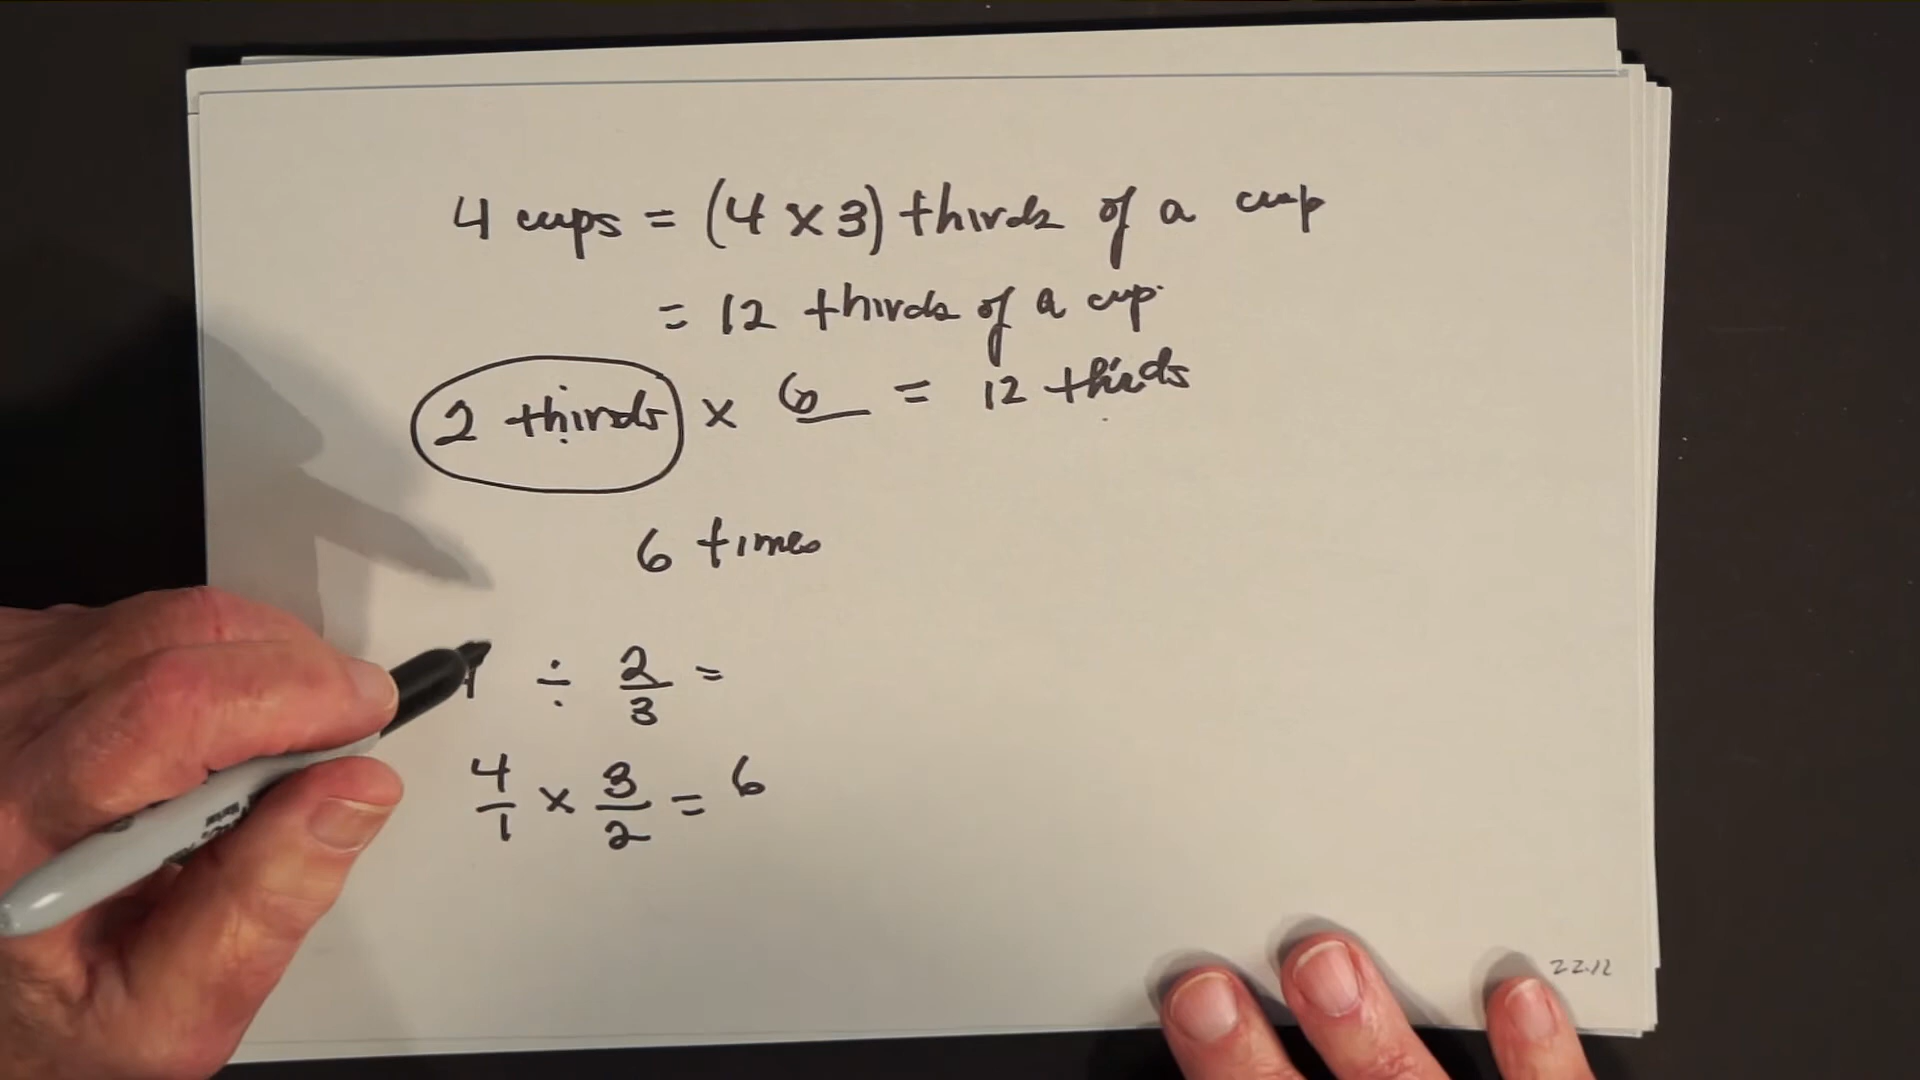 4 cups = (4 x 3) thirds of a cup
= 12 thirds of a cup.
2 thirds x 6 = 12 thirds
6 times
÷ 2/3 =
4/1 x 3/2 = 6
22.12